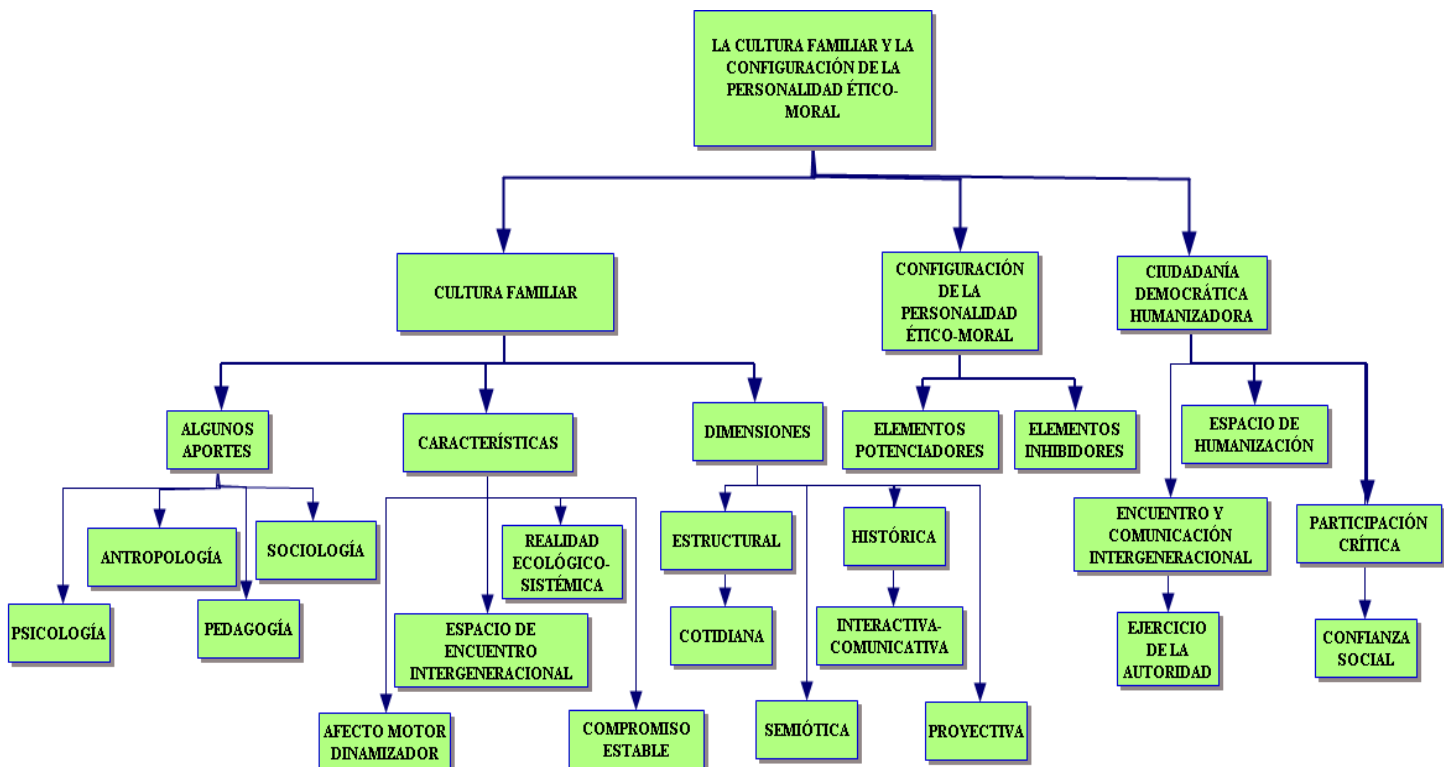 LA CULTURA FAMILIAR Y LA
CONFIGURACIÓN DE LA
PERSONALIDAD ÉTICO-
MORAL
CULTURA FAMILIAR
CONFIGURACIÓN
DE LA
PERSONALIDAD
ÉTICO-MORAL
CIUDADANÍA
DEMOCRÁTICA
HUMANIZADORA
ALGUNOS
APORTES
CARACTERÍSTICAS
DIMENSIONES
ELEMENTOS
POTENCIADORES
ELEMENTOS
INHIBIDORES
ESPACIO DE
HUMANIZACIÓN
PSICOLOGÍA
ANTROPOLOGÍA
PEDAGOGÍA
SOCIOLOGÍA
AFECTO MOTOR
DINAMIZADOR
ESPACIO DE
ENCUENTRO
INTERGENERACIONAL
REALIDAD
ECOLÓGICO-
SISTÉMICA
COMPROMISO
ESTABLE
ESTRUCTURAL
COTIDIANA
SEMIÓTICA
HISTÓRICA
INTERACTIVA-
COMUNICATIVA
PROYECTIVA
ENCUENTRO Y
COMUNICACIÓN
INTERGENERACIONAL
EJERCICIO
DE LA
AUTORIDAD
PARTICIPACIÓN
CRÍTICA
CONFIANZA
SOCIAL